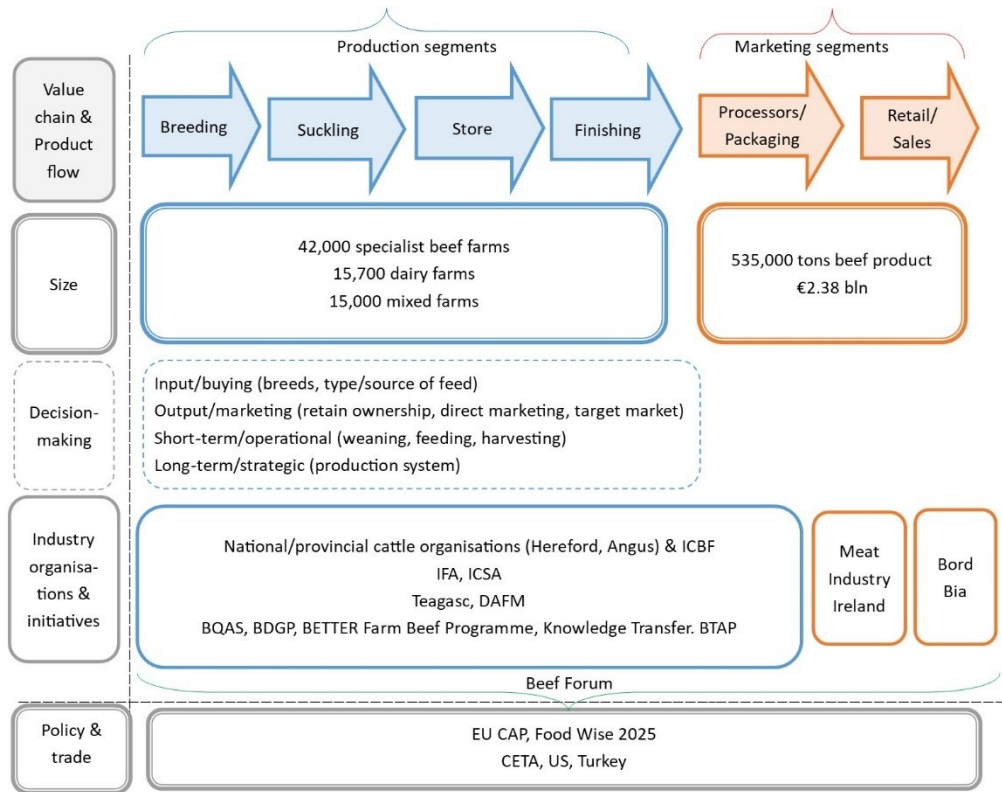 Production segments
Marketing segments
Value
chain &
Product
flow
Breeding
Suckling
Store
Finishing
Processors/
Packaging
Retail/
Sales
Size
42,000 specialist beef farms
15,700 dairy farms
15,000 mixed farms
535,000 tons beef product
€2.38 bln
Decision-
making
Input/buying (breeds, type/source of feed)
Output/marketing (retain ownership, direct marketing, target market)
Short-term/operational (weaning, feeding, harvesting)
Long-term/strategic (production system)
Industry
organisa-
tions &
initiatives
National/provincial cattle organisations (Hereford, Angus) & ICBF
IFA, ICSA
Teagasc, DAFM
BQAS, BDGP, BETTER Farm Beef Programme, Knowledge Transfer. BTAP
Meat
Industry
Ireland
Bord
Bia
Beef Forum
Policy &
trade
EU CAP, Food Wise 2025
CETA, US, Turkey